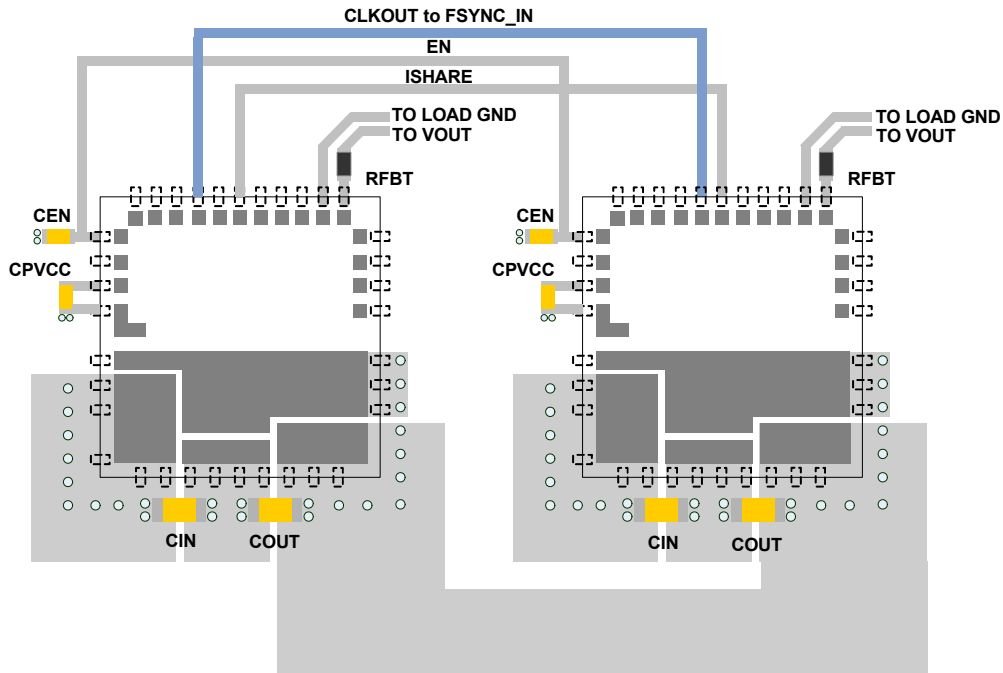 CLKOUT to FSYNC_IN
EN
ISHARE
TO LOAD GND
TO VOUT
TO LOAD GND
TO VOUT
RFBT
RFBT
CEN
CEN
CPVCC
CPVCC
CIN
COUT
CIN
COUT